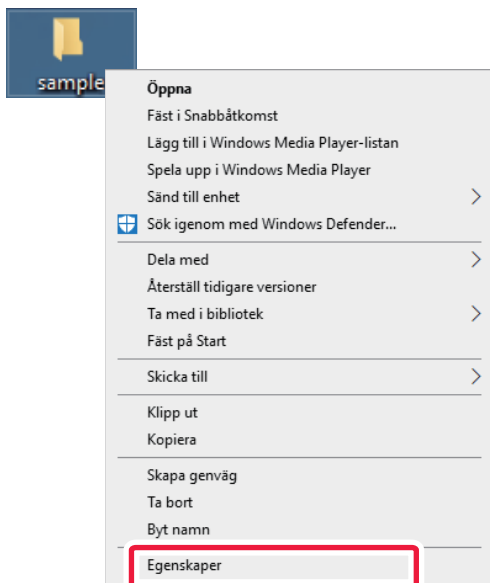 sample
Öppna
Fäst i Snabbåtkomst
Lägg till i Windows Media Player-listan
Spela upp i Windows Media Player
Sänd till enhet
Sök igenom med Windows Defender...
Dela med
Återställ tidigare versioner
Ta med i bibliotek
Fäst på Start
Skicka till
Klipp ut
Kopiera
Skapa genväg
Ta bort
Byt namn
Egenskaper